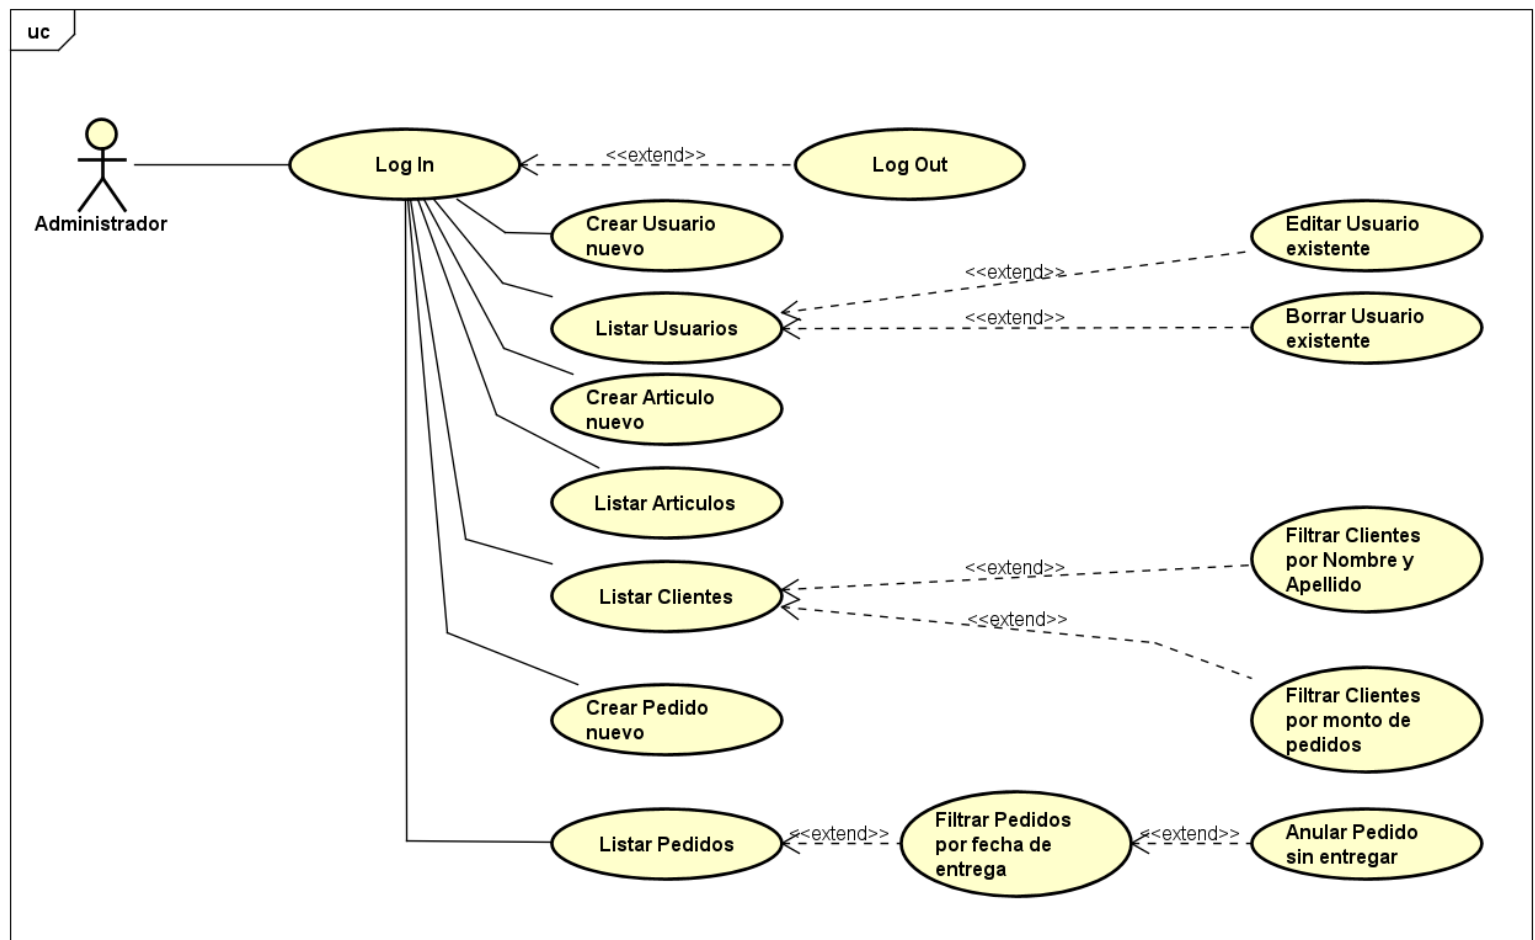 uc
Log In
<<extend>>
Log Out
Administrador
Crear Usuario
nuevo
Editar Usuario
existente
<<extend>>
Listar Usuarios
<<extend>>
Borrar Usuario
existente
Crear Articulo
nuevo
Listar Articulos
Filtrar Clientes
por Nombre y
Apellido
<<extend>>
Listar Clientes
<<extend>>
Crear Pedido
nuevo
Filtrar Clientes
por monto de
pedidos
Listar Pedidos
<<extend>>
Filtrar Pedidos
por fecha de
entrega
<<extend>>
Anular Pedido
sin entregar